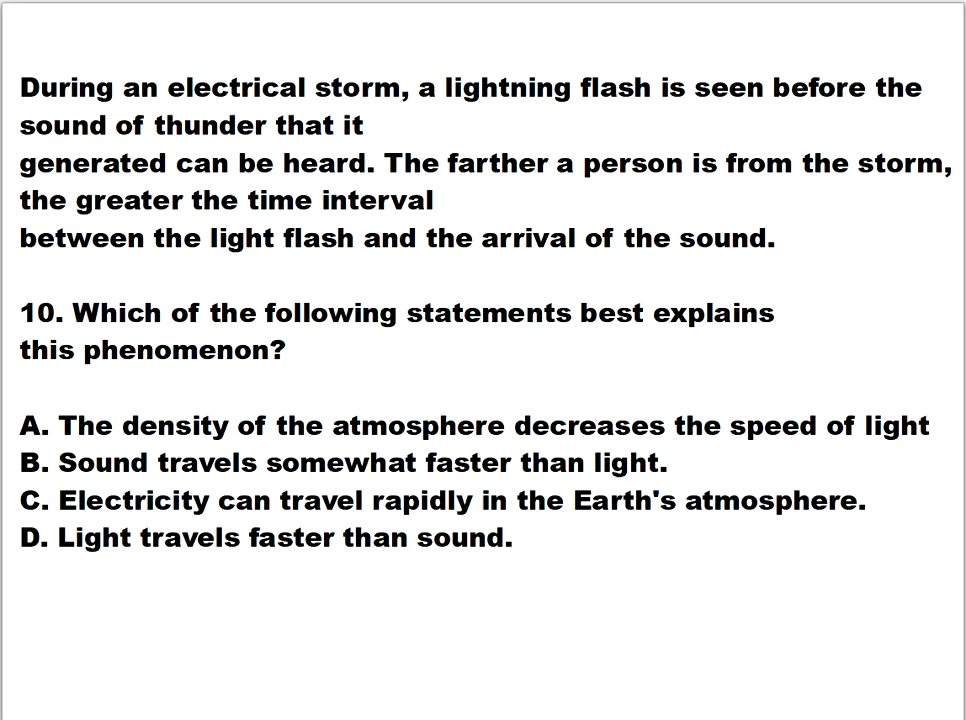 During an electrical storm, a lightning flash is seen before the
sound of thunder that it
generated can be heard. The farther a person is from the storm,
the greater the time interval
between the light flash and the arrival of the sound.
10. Which of the following statements best explains
this phenomenon?
A. The density of the atmosphere decreases the speed of light
B. Sound travels somewhat faster than light.
C. Electricity can travel rapidly in the Earth's atmosphere.
D. Light travels faster than sound.